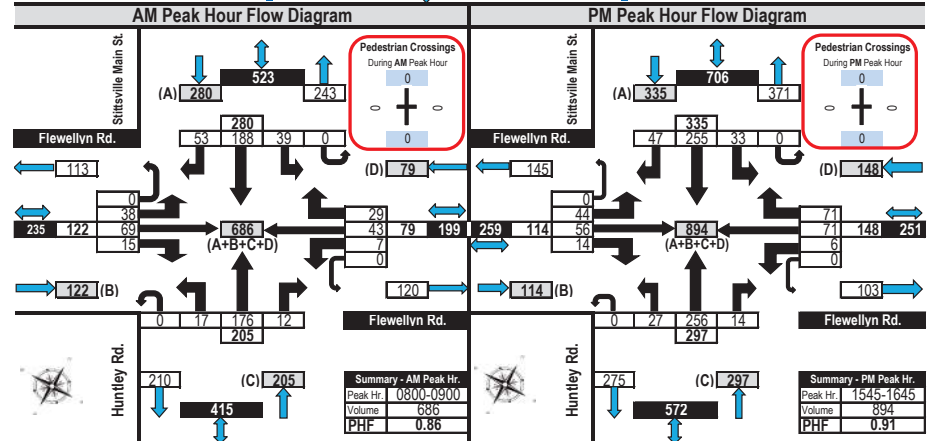 AM Peak Hour Flow Diagram
Stittsville Main St.
Pedestrian Crossings
During AM Peak Hour
0
0 0
0
523
(A) 280 243
280
53 188 39 0
Flewellyn Rd.
113
(D) 79
0
38
69
15
235 122
686
(A+B+C+D)
29
43
7
0
79 199
122 (B)
120
0 17 176 12
205
Flewellyn Rd.
Huntley Rd.
210
(C) 205
415
Summary - AM Peak Hr.
Peak Hr. 0800-0900
Volume 686
PHF 0.86
PM Peak Hour Flow Diagram
Stittsville Main St.
Pedestrian Crossings
During PM Peak Hour
0
0 0
0
706
(A) 335 371
335
47 255 33 0
Flewellyn Rd.
145
(D) 148
0
44
56
14
259 114
894
(A+B+C+D)
71
71
6
0
148 251
114 (B)
103
0 27 256 14
297
Flewellyn Rd.
Huntley Rd.
275
(C) 297
572
Summary - PM Peak Hr.
Peak Hr. 1545-1645
Volume 894
PHF 0.91